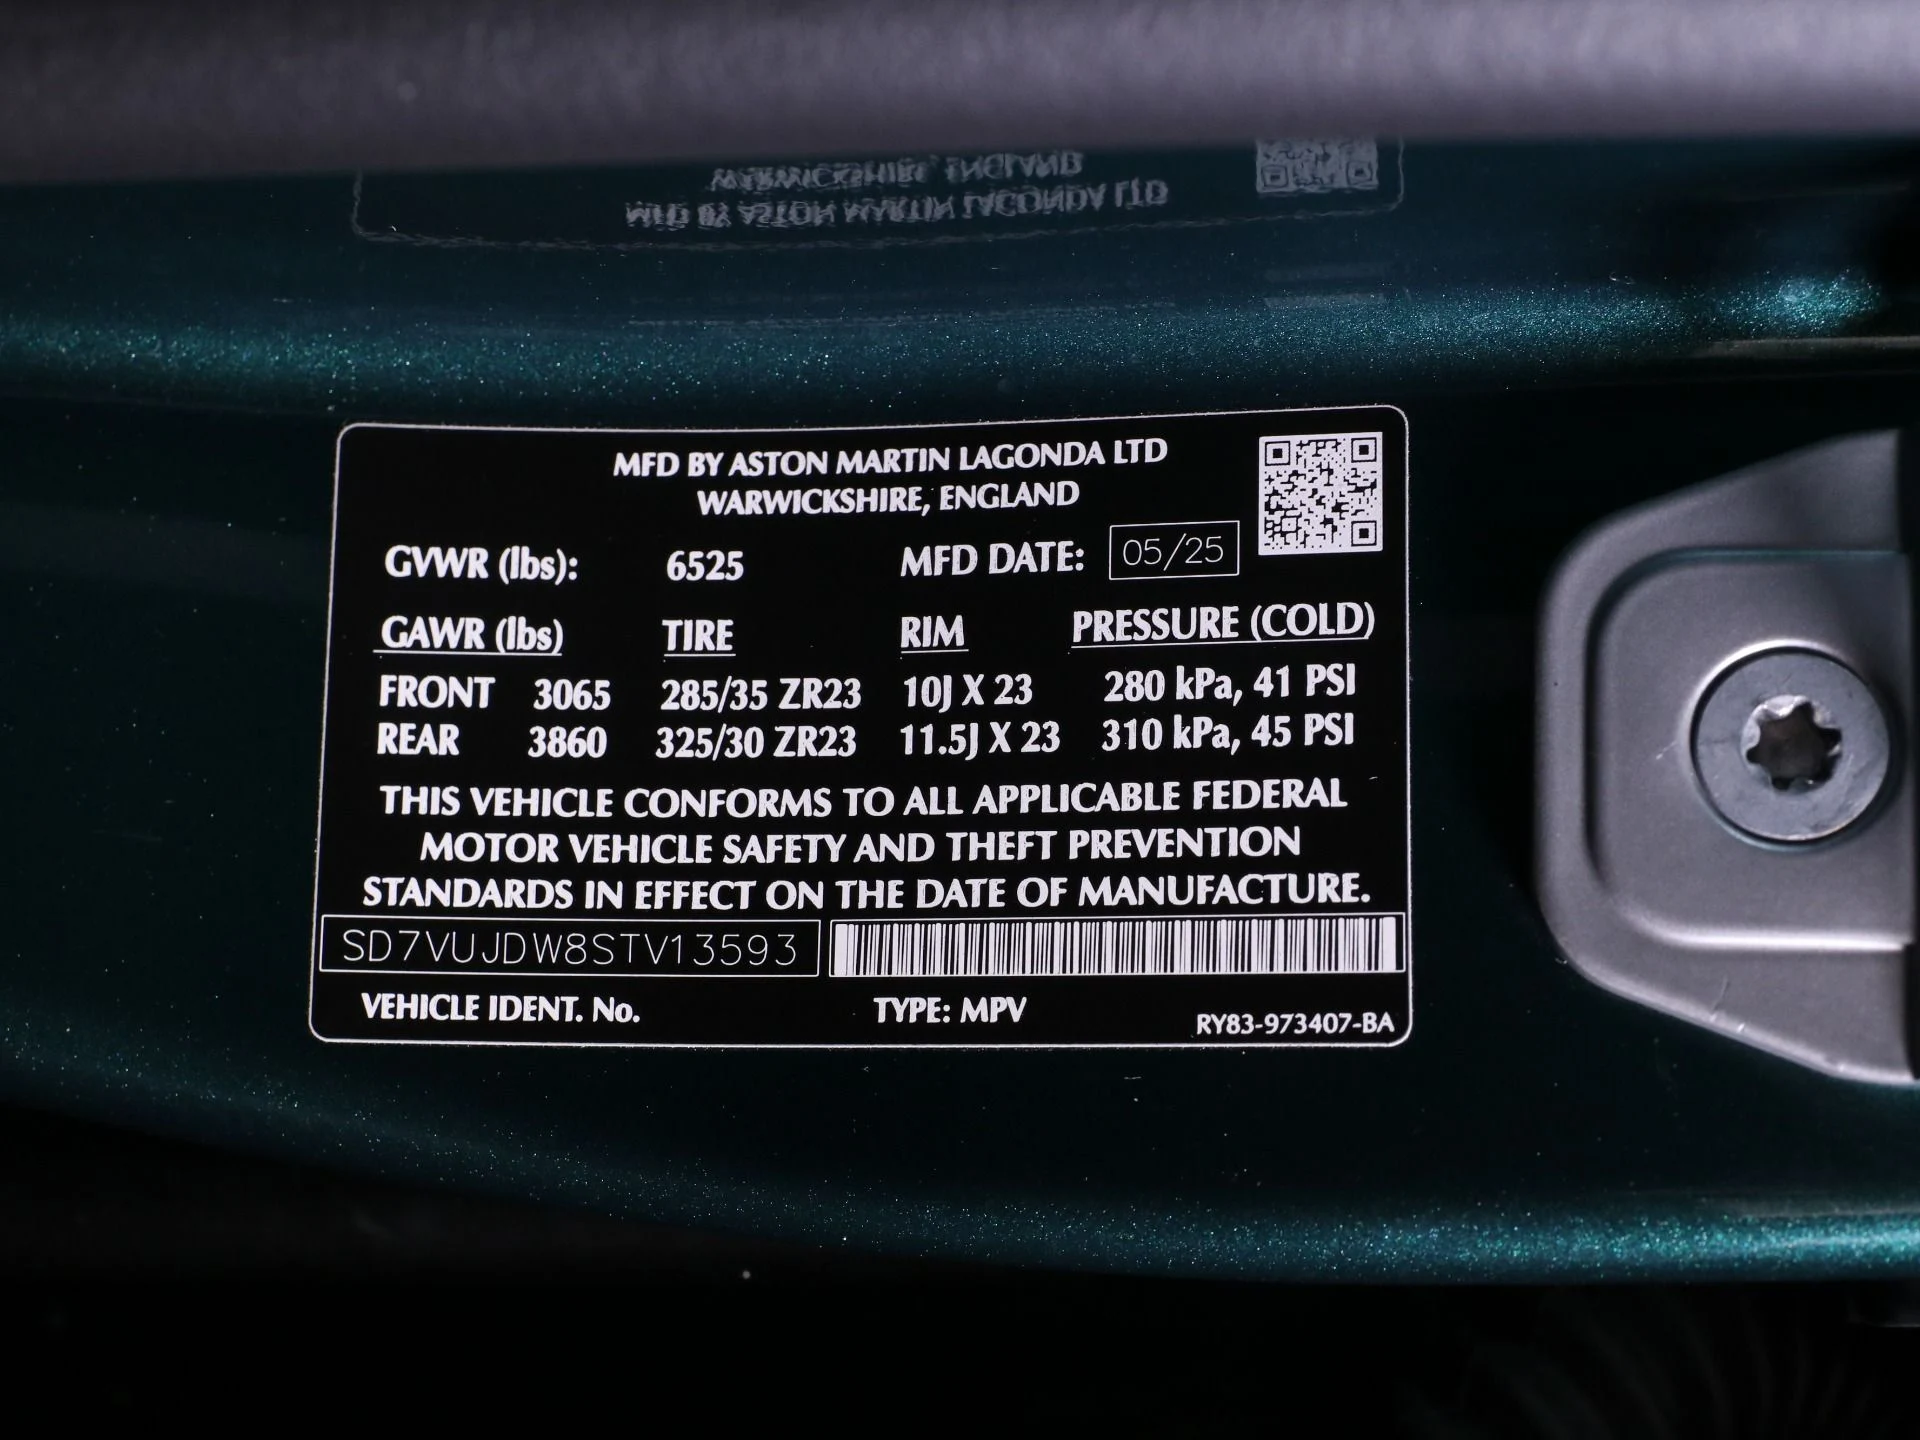 MFD BY ASTON MARTIN LAGONDA LTD
WARWICKSHIRE, ENGLAND
GVWR (lbs): 6525 MFD DATE: 05/25
GAWR (lbs) TIRE RIM PRESSURE (COLD)
FRONT 3065 285/35 ZR23 10J X 23 280 kPa, 41 PSI
REAR 3860 325/30 ZR23 11.5J X 23 310 kPa, 45 PSI
THIS VEHICLE CONFORMS TO ALL APPLICABLE FEDERAL
MOTOR VEHICLE SAFETY AND THEFT PREVENTION
STANDARDS IN EFFECT ON THE DATE OF MANUFACTURE.
SD7VUJDW8STV13593
VEHICLE IDENT. No. TYPE: MPV RY83-973407-BA